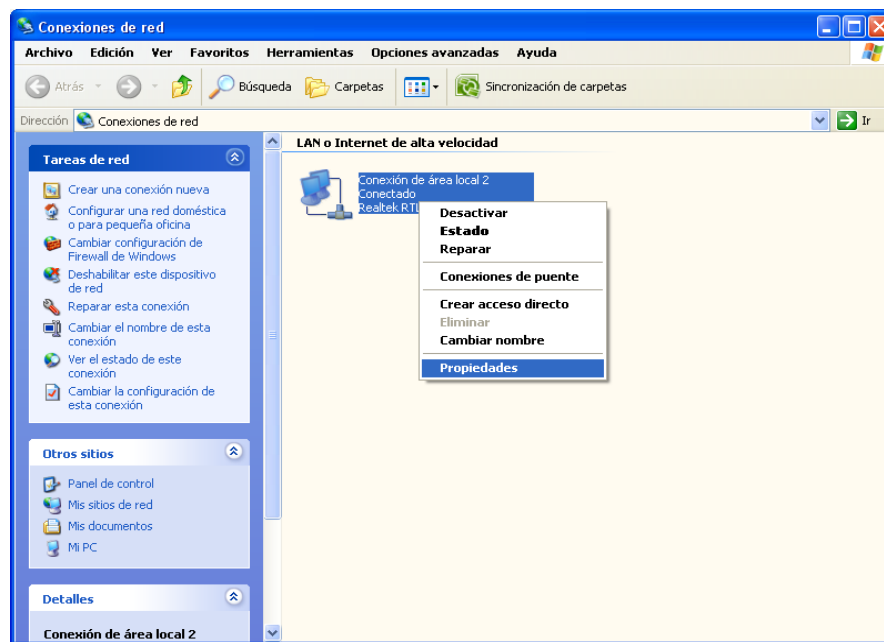 Conexiones de red
Archivo Edición Ver Favoritos Herramientas Opciones avanzadas Ayuda
Atrás Búsqueda Carpetas Sincronización de carpetas
Dirección Conexiones de red Ir
Tareas de red
Crear una conexión nueva
Configurar una red doméstica
o para pequeña oficina
Cambiar configuración de
Firewall de Windows
Deshabilitar este dispositivo
de red
Reparar esta conexión
Cambiar el nombre de esta
conexión
Ver el estado de este
conexión
Cambiar la configuración de
esta conexión
Otros sitios
Panel de control
Mis sitios de red
Mis documentos
Mi PC
Detalles
Conexión de área local 2
LAN o Internet de alta velocidad
Conexión de área local 2
Conectado
Realtek RTL
Desactivar
Estado
Reparar
Conexiones de puente
Crear acceso directo
Eliminar
Cambiar nombre
Propiedades